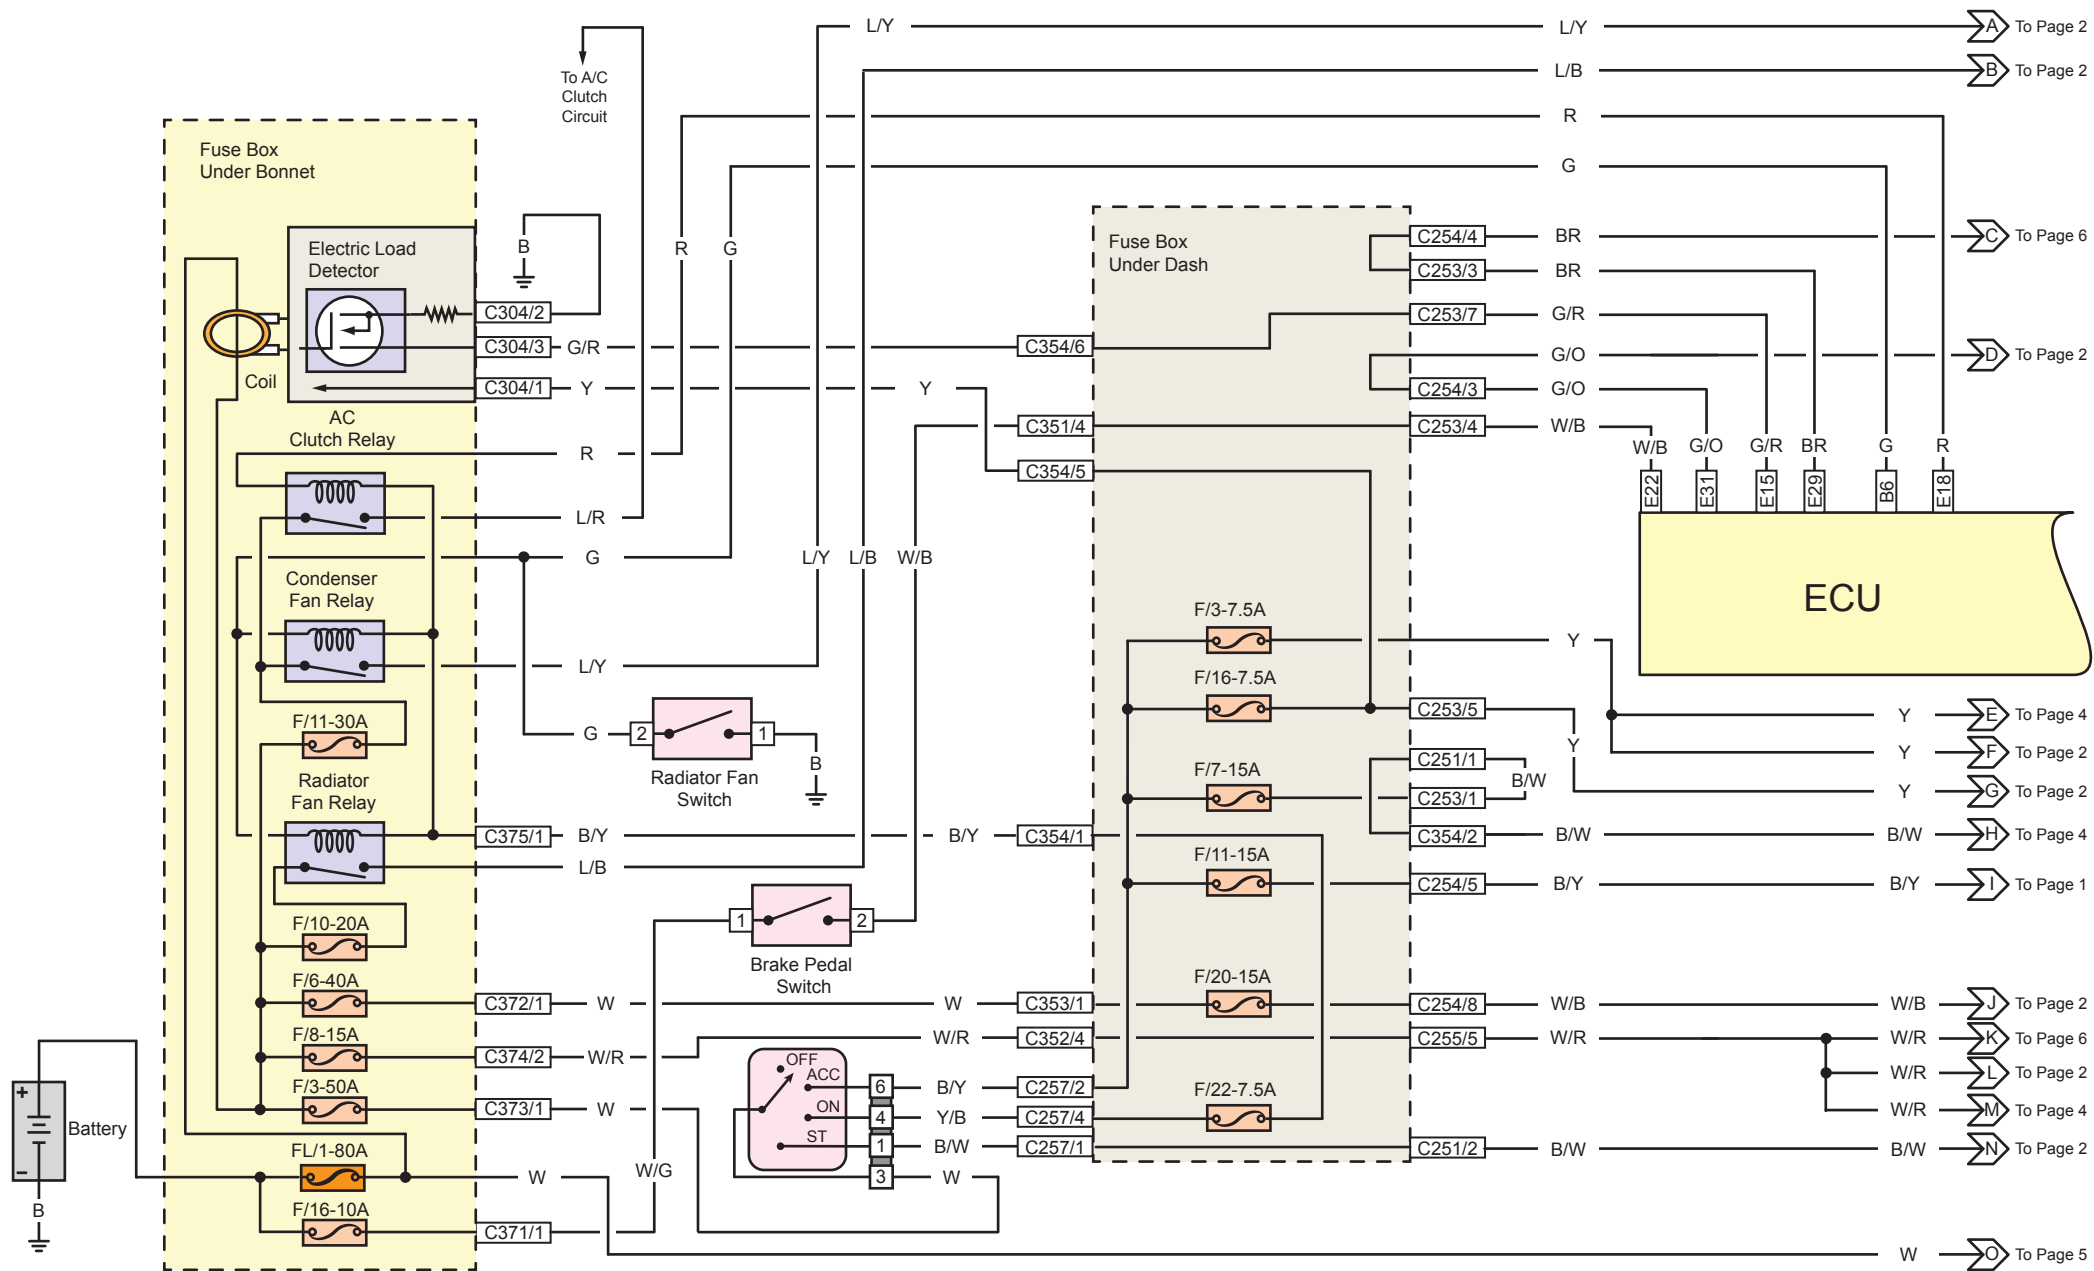 L/Y
L/Y
A To Page 2
To A/C
Clutch
Circuit
L/B
B To Page 2
R
G
Fuse Box
Under Bonnet
Electric Load
Detector
Coil
B
C304/2
C304/3 G/R
C304/1 Y
Y
R
G
Fuse Box
Under Dash
C254/4 BR
C To Page 6
C253/3 BR
C253/7 G/R
C354/6
G/O
D To Page 2
C254/3 G/O
C351/4
C253/4 W/B
C354/5
W/B
G/O
G/R
BR
G
R
E22
E31
E15
E29
B6
E18
ECU
AC
Clutch Relay
R
L/R
G
L/Y
L/B
W/B
Condenser
Fan Relay
L/Y
F/11-30A
G
2
1
B
Radiator Fan
Switch
Radiator
Fan Relay
C375/1 B/Y
B/Y
C354/1
L/B
F/3-7.5A
Y
F/16-7.5A
C253/5
Y
Y
E To Page 4
Y
F To Page 2
Y
G To Page 2
F/7-15A
C251/1
B/W
C253/1
C354/2 B/W
B/W
H To Page 4
F/11-15A
C254/5 B/Y
B/Y
I To Page 1
F/10-20A
1
2
Brake Pedal
Switch
F/6-40A
C372/1 W
W
C353/1
F/20-15A
C254/8 W/B
W/B
J To Page 2
F/8-15A
C374/2 W/R
W/R
C352/4
C255/5 W/R
W/R
K To Page 6
W/R
L To Page 2
W/R
M To Page 4
F/3-50A
C373/1 W
OFF
ACC
ON
ST
6
4
1
3
B/Y
Y/B
B/W
W
C257/2
C257/4
C257/1
F/22-7.5A
C251/2 B/W
B/W
N To Page 2
+
Battery
-
B
FL/1-80A
W
W/G
F/16-10A
C371/1
W
O To Page 5